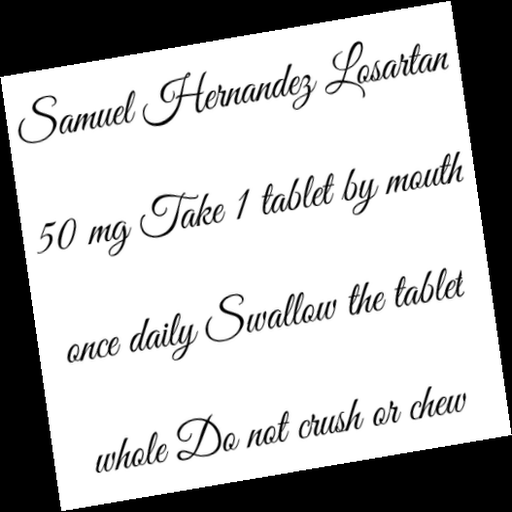 Samuel Hernandez Losartan
50 mg Take 1 tablet by mouth
once daily Swallow the tablet
whole Do not crush or chew